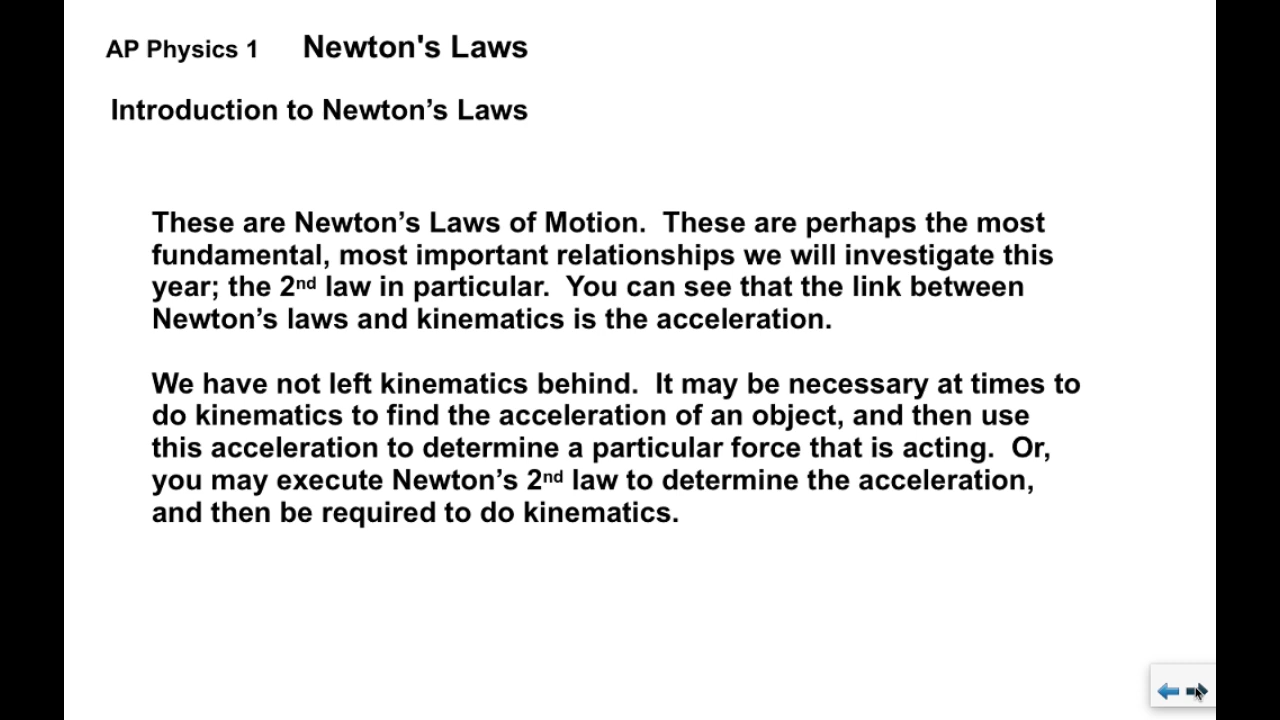 AP Physics 1 Newton's Laws
Introduction to Newton’s Laws
These are Newton’s Laws of Motion. These are perhaps the most
fundamental, most important relationships we will investigate this
year; the 2nd law in particular. You can see that the link between
Newton’s laws and kinematics is the acceleration.
We have not left kinematics behind. It may be necessary at times to
do kinematics to find the acceleration of an object, and then use
this acceleration to determine a particular force that is acting. Or,
you may execute Newton’s 2nd law to determine the acceleration,
and then be required to do kinematics.